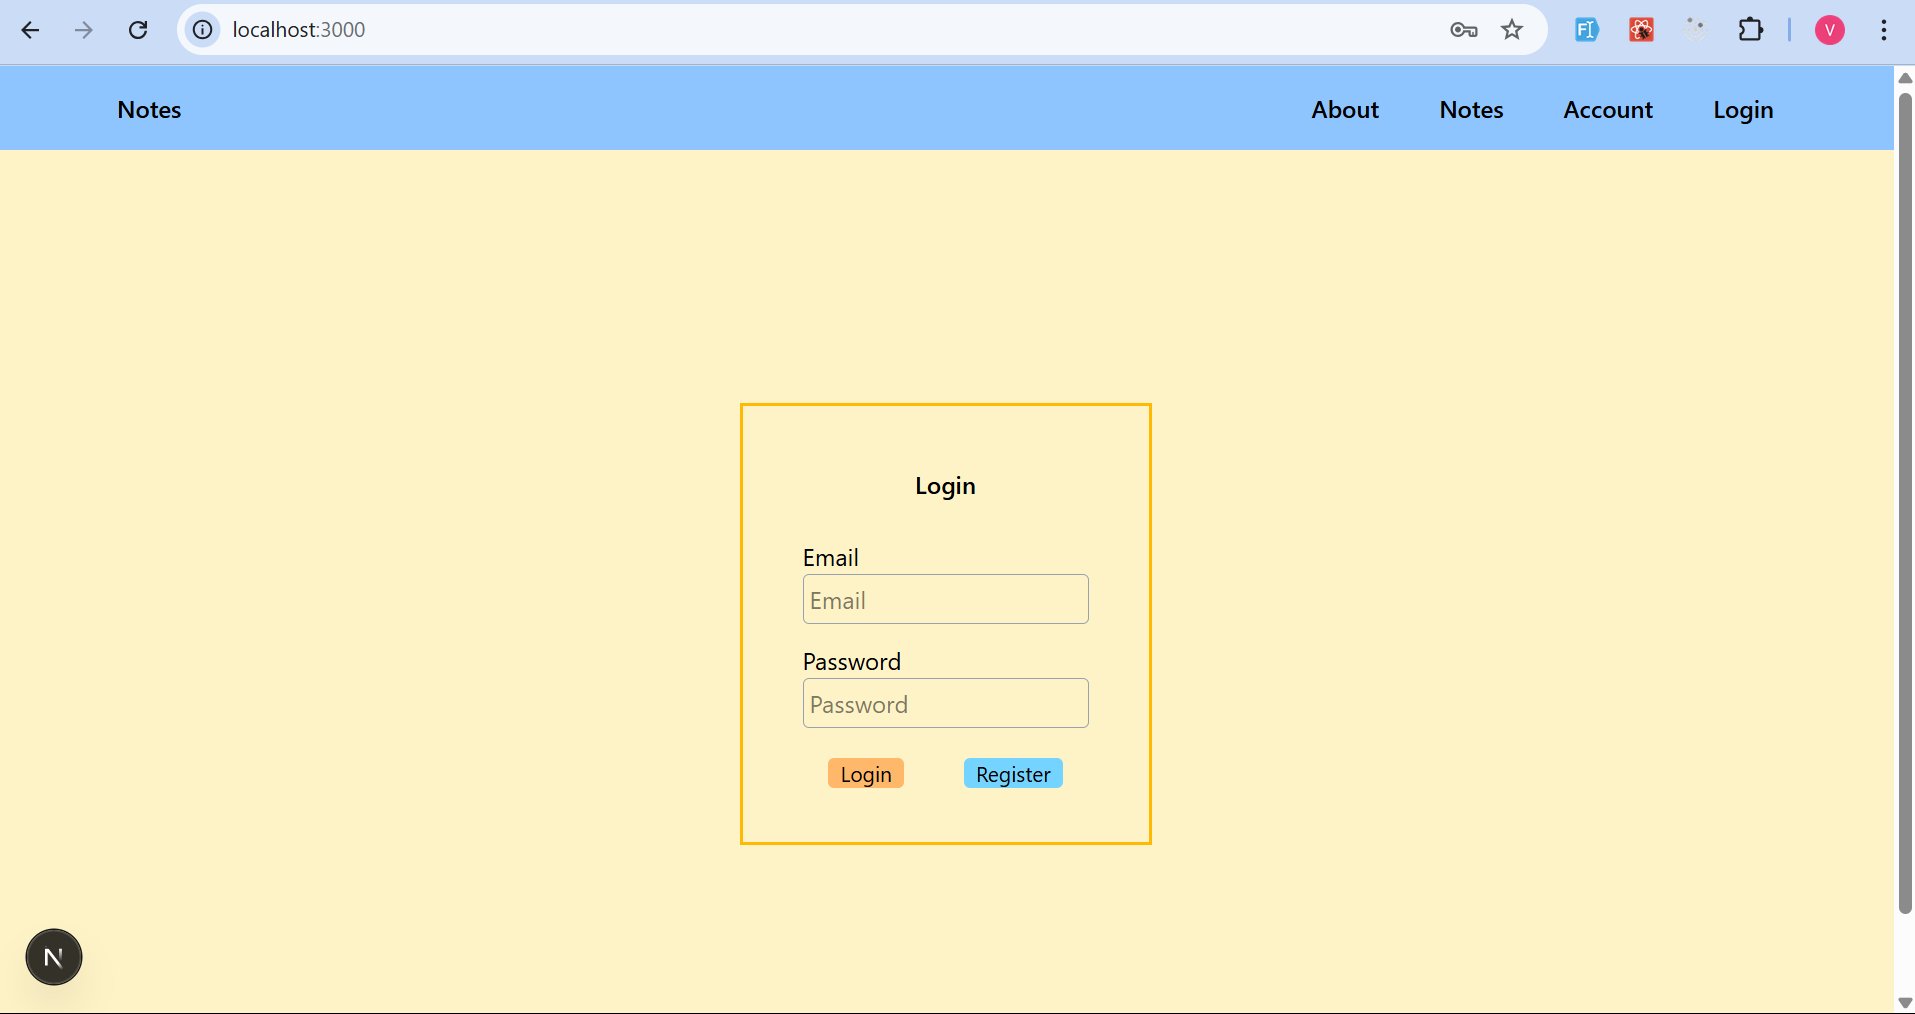 localhost:3000
V
Notes
About
Notes
Account
Login
Login
Email
Email
Password
Password
Login
Register
N